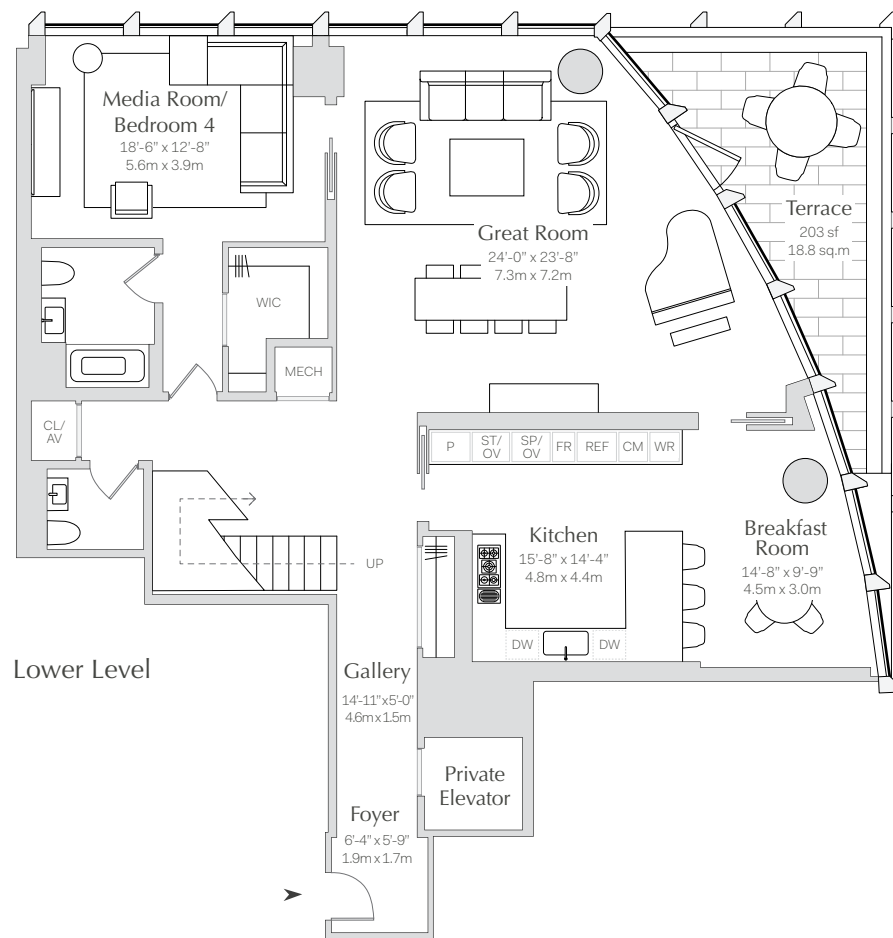 Media Room/
Bedroom 4
18'-6" x 12'-8"
5.6m x 3.9m
Great Room
24'-0" x 23'-8"
7.3m x 7.2m
Terrace
203 sf
18.8 sq.m
WIC
MECH
CL/
AV
P
ST/
OV
SP/
OV
FR
REF
CM
WR
Kitchen
15'-8" x 14'-4"
4.8m x 4.4m
Breakfast
Room
14'-8" x 9'-9"
4.5m x 3.0m
UP
DW
DW
Lower Level
Gallery
14'-11"x5'-0"
4.6m x 1.5m
Private
Elevator
Foyer
6'-4" x 5'-9"
1.9m x 1.7m